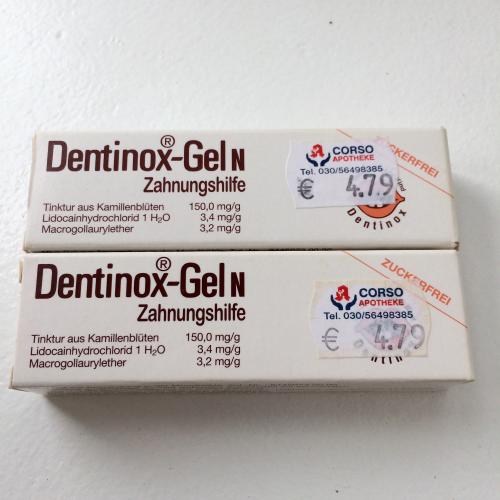 Dentinox®-Gel N
Zahnungshilfe
Tinktur aus Kamillenblüten 150,0 mg/g
Lidocainhydrochlorid 1 H₂O 3,4 mg/g
Macrogollaurylether 3,2 mg/g
ZUCKERFREI
CORSO
APOTHEKE
Tel. 030/56498385
€ 4.79
Dentinox
Dentinox®-Gel N
Zahnungshilfe
Tinktur aus Kamillenblüten 150,0 mg/g
Lidocainhydrochlorid 1 H₂O 3,4 mg/g
Macrogollaurylether 3,2 mg/g
ZUCKERFREI
CORSO
APOTHEKE
Tel. 030/56498385
€ 4.79